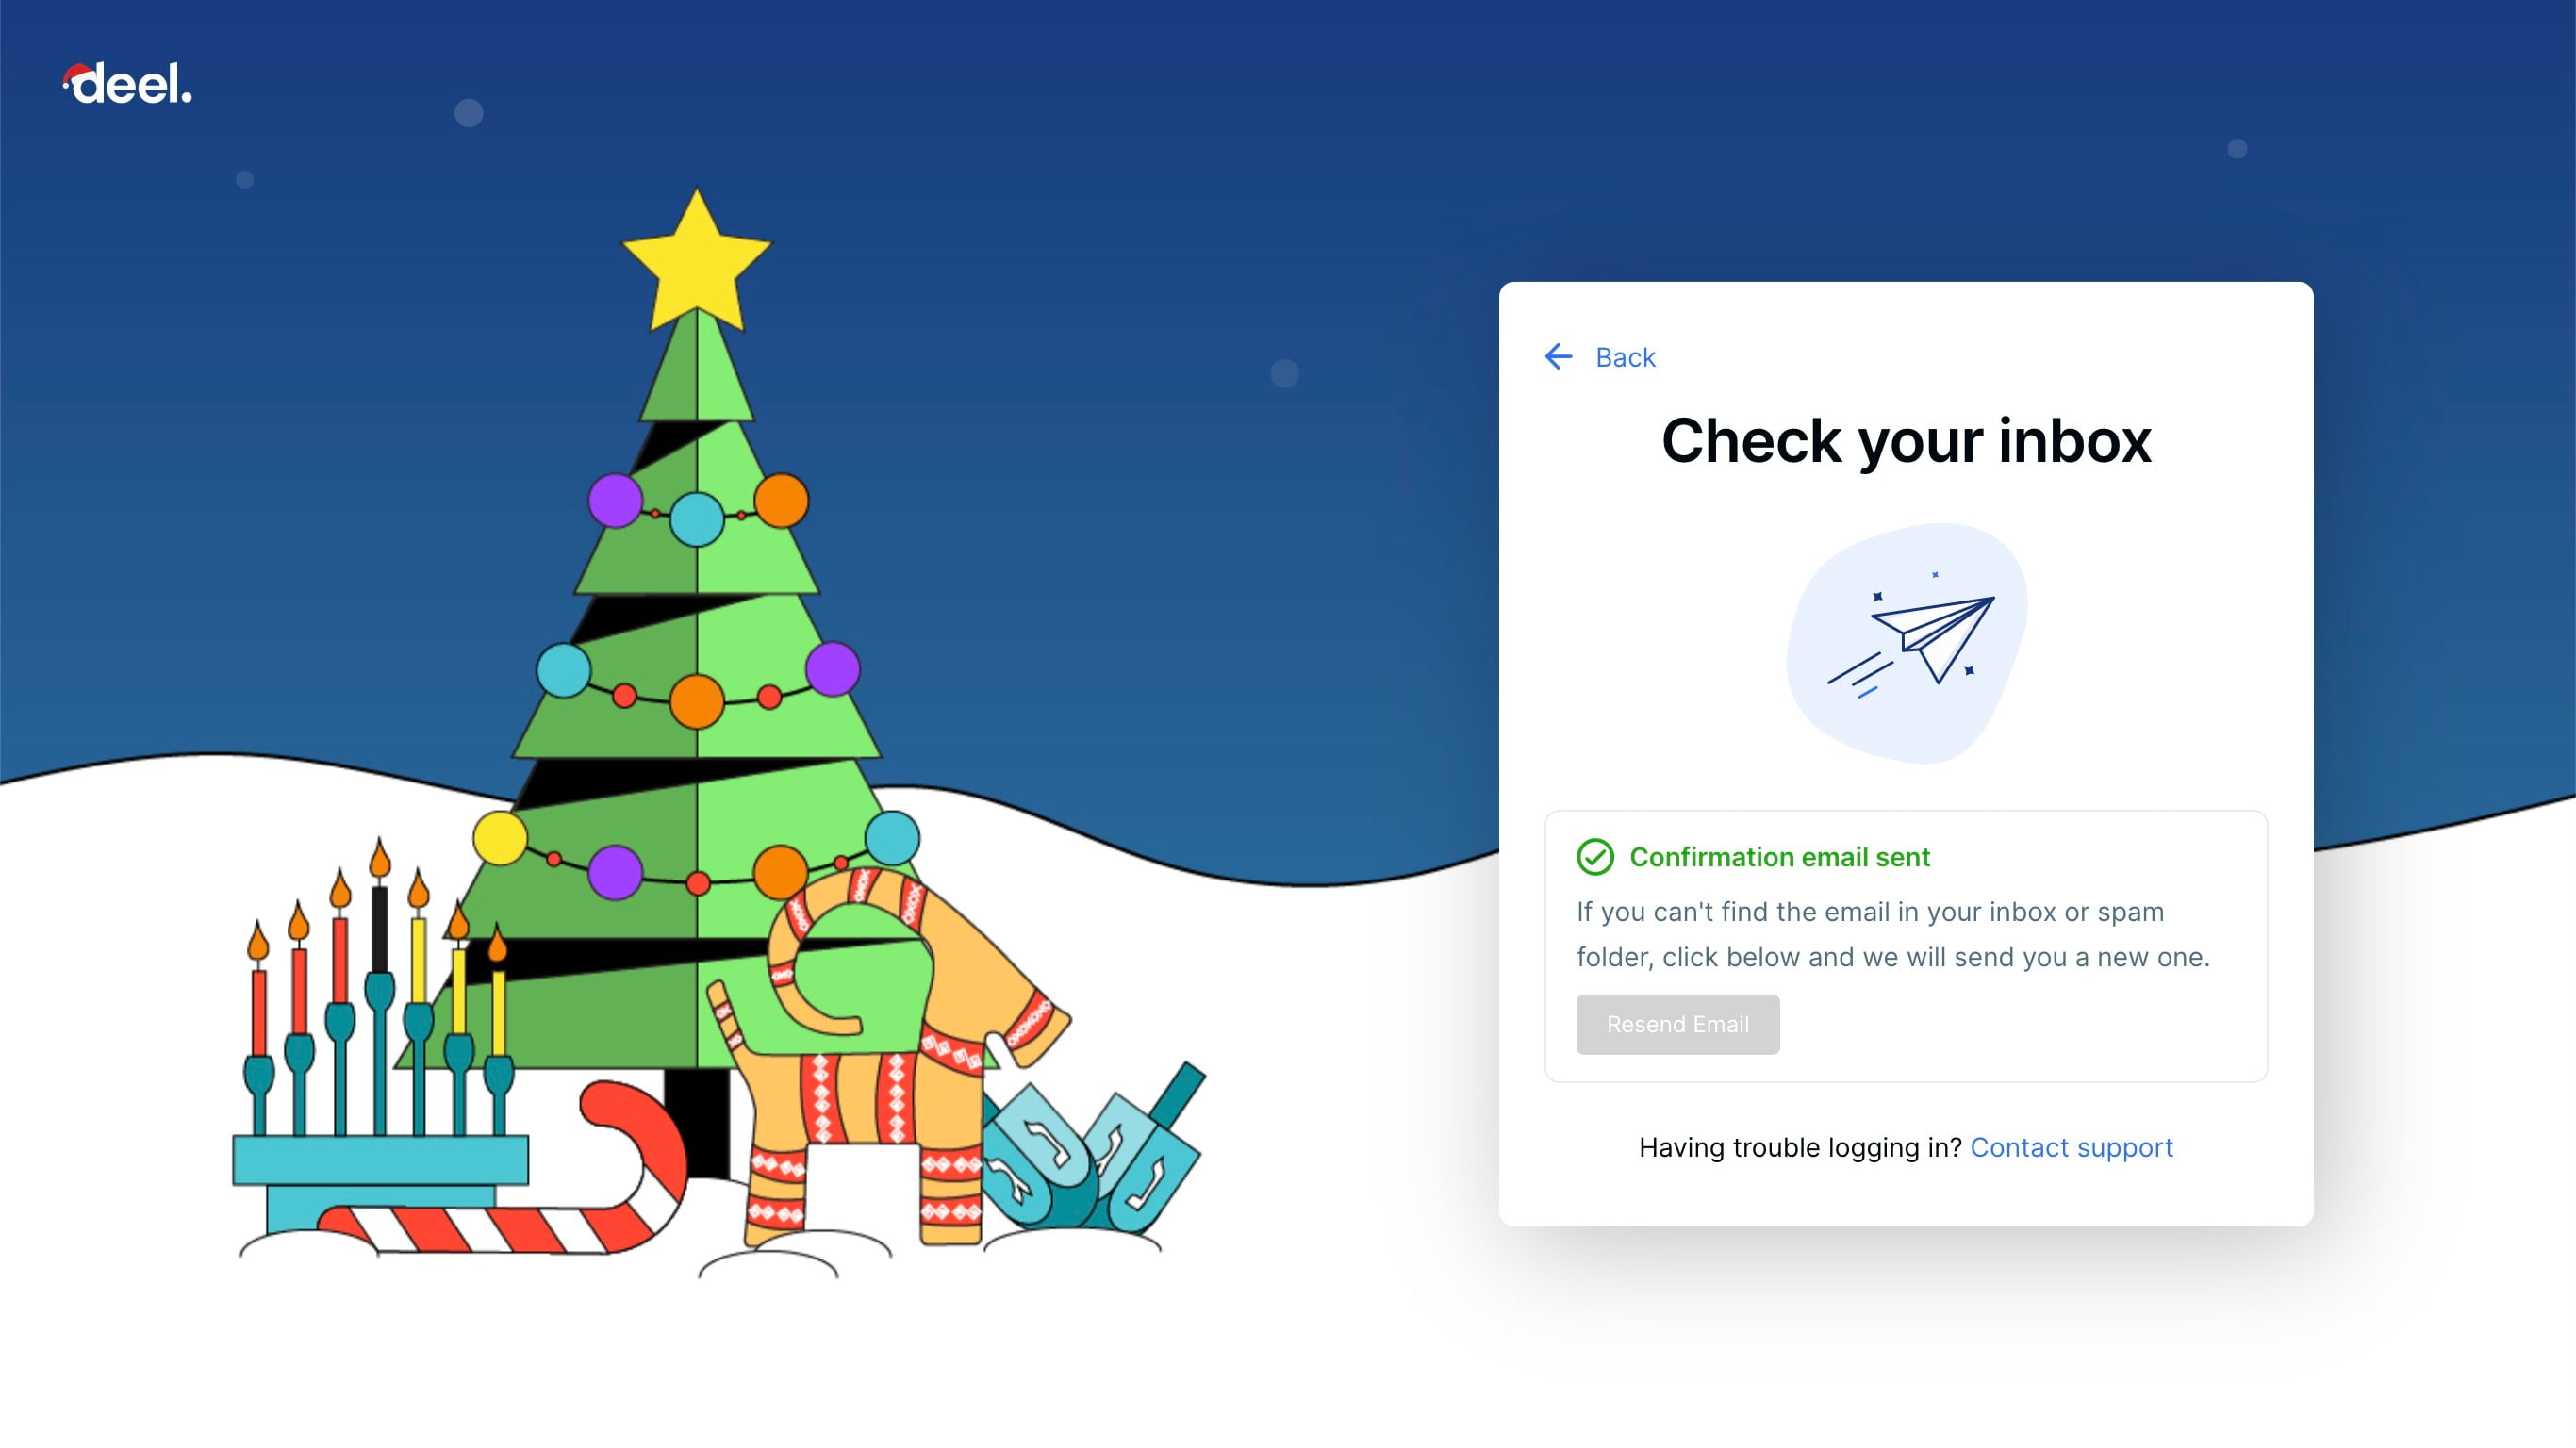 deel.
Back
Check your inbox
Confirmation email sent
If you can't find the email in your inbox or spam
folder, click below and we will send you a new one.
Resend Email
Having trouble logging in? Contact support